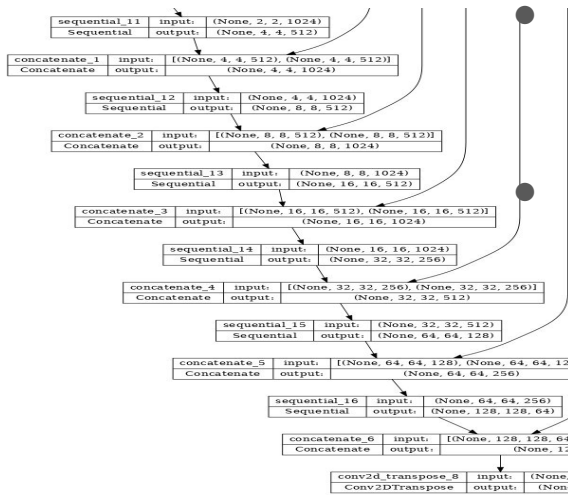 sequential_11 input: (None, 2, 2, 1024)
Sequential output: (None, 4, 4, 512)
concatenate_1 input: [(None, 4, 4, 512), (None, 4, 4, 512)]
Concatenate output: (None, 4, 4, 1024)
sequential_12 input: (None, 4, 4, 1024)
Sequential output: (None, 8, 8, 512)
concatenate_2 input: [(None, 8, 8, 512), (None, 8, 8, 512)]
Concatenate output: (None, 8, 8, 1024)
sequential_13 input: (None, 8, 8, 1024)
Sequential output: (None, 16, 16, 512)
concatenate_3 input: [(None, 16, 16, 512), (None, 16, 16, 512)]
Concatenate output: (None, 16, 16, 1024)
sequential_14 input: (None, 16, 16, 1024)
Sequential output: (None, 32, 32, 256)
concatenate_4 input: [(None, 32, 32, 256), (None, 32, 32, 256)]
Concatenate output: (None, 32, 32, 512)
sequential_15 input: (None, 32, 32, 512)
Sequential output: (None, 64, 64, 128)
concatenate_5 input: [(None, 64, 64, 128), (None, 64, 64, 12
Concatenate output: (None, 64, 64, 256)
sequential_16 input: (None, 64, 64, 256)
Sequential output: (None, 128, 128, 64)
concatenate_6 input: [(None, 128, 128, 64
Concatenate output: (None, 12
conv2d_transpose_8 input: (None,
Conv2DTranspose output: (Non